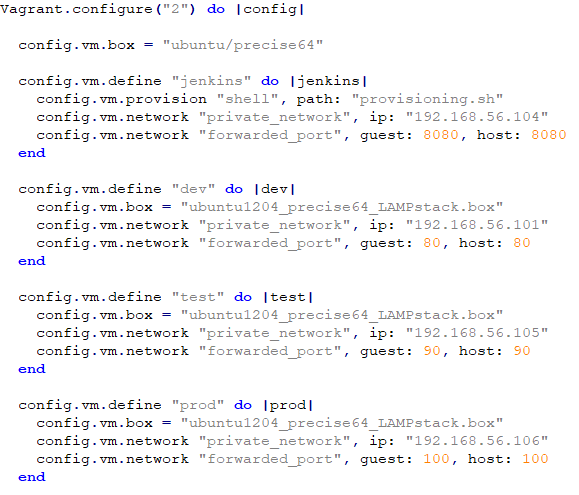 Vagrant.configure("2") do |config|

  config.vm.box = "ubuntu/precise64"

  config.vm.define "jenkins" do |jenkins|
    config.vm.provision "shell", path: "provisioning.sh"
    config.vm.network "private_network", ip: "192.168.56.104"
    config.vm.network "forwarded_port", guest: 8080, host: 8080
  end

  config.vm.define "dev" do |dev|
    config.vm.box = "ubuntu1204_precise64_LAMPstack.box"
    config.vm.network "private_network", ip: "192.168.56.101"
    config.vm.network "forwarded_port", guest: 80, host: 80
  end

  config.vm.define "test" do |test|
    config.vm.box = "ubuntu1204_precise64_LAMPstack.box"
    config.vm.network "private_network", ip: "192.168.56.105"
    config.vm.network "forwarded_port", guest: 90, host: 90
  end

  config.vm.define "prod" do |prod|
    config.vm.box = "ubuntu1204_precise64_LAMPstack.box"
    config.vm.network "private_network", ip: "192.168.56.106"
    config.vm.network "forwarded_port", guest: 100, host: 100
  end